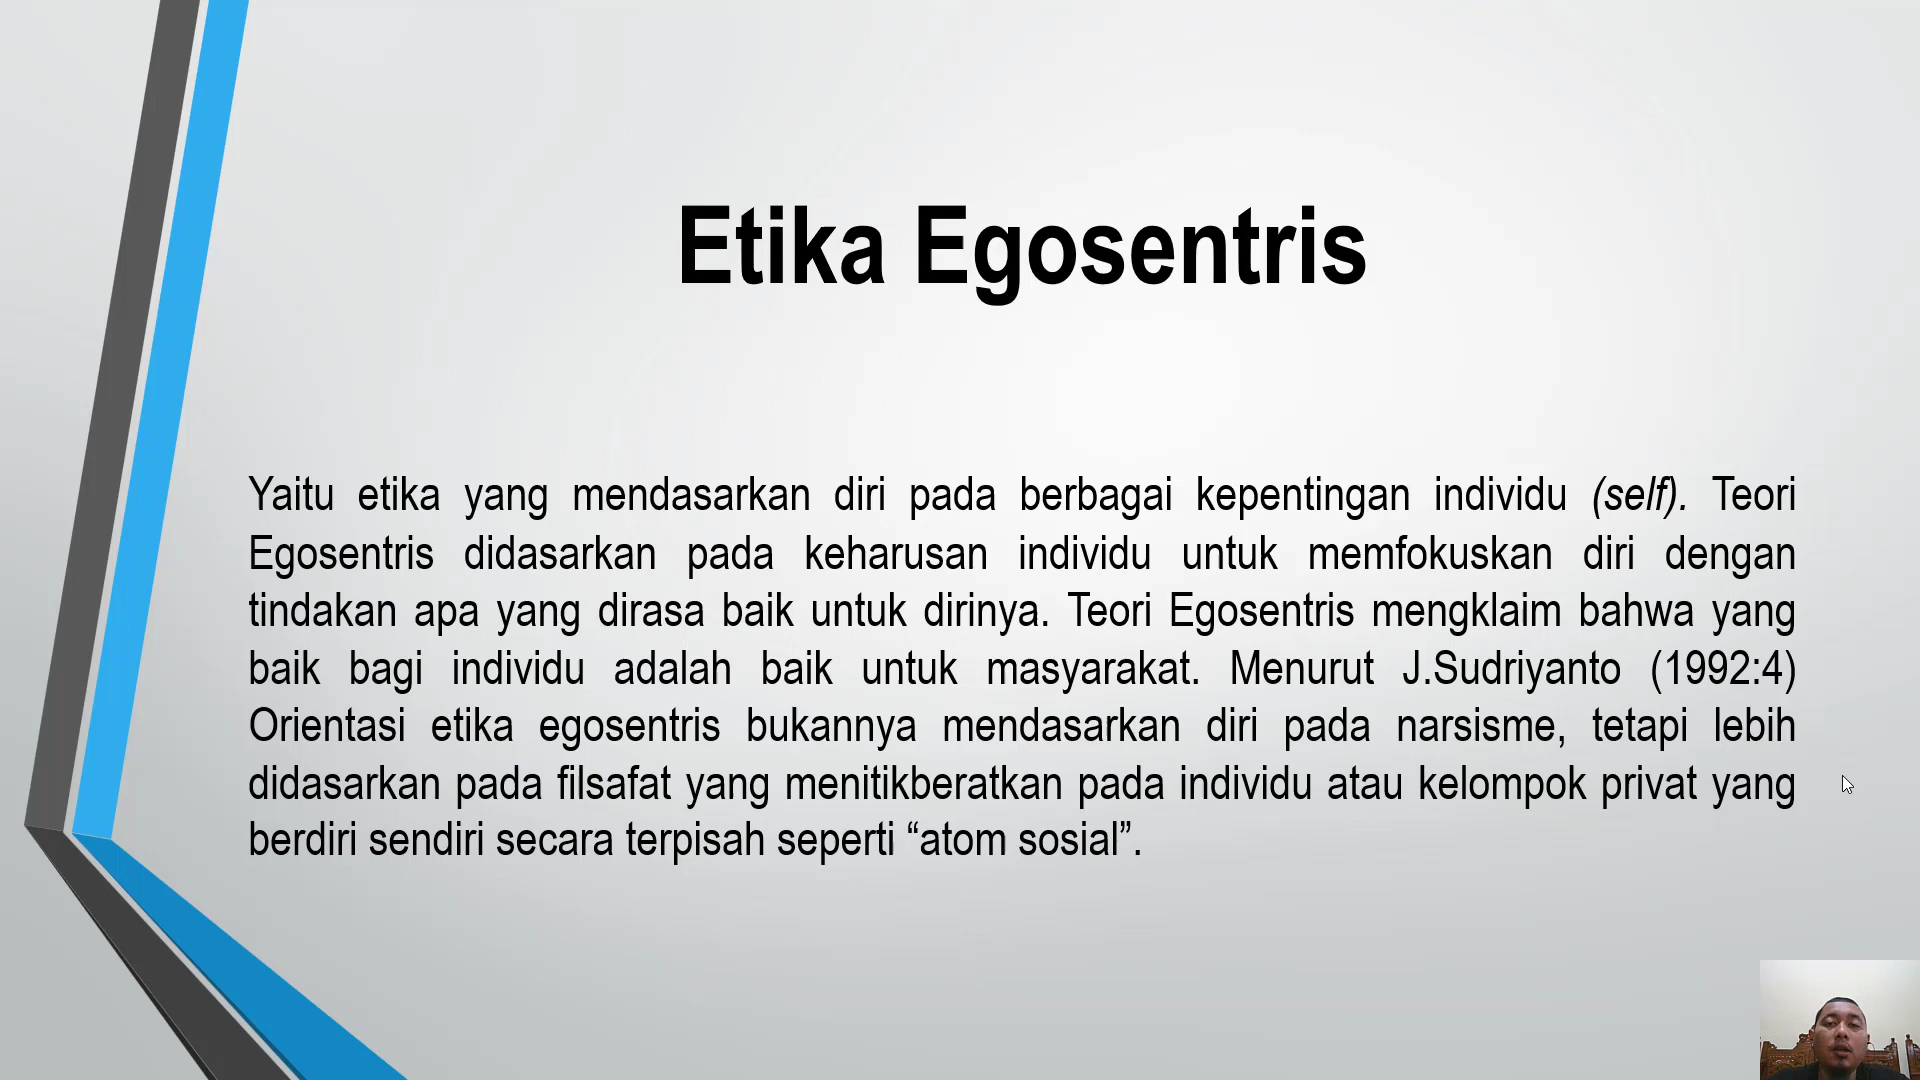 Etika Egosentris
Yaitu etika yang mendasarkan diri pada berbagai kepentingan individu (self). Teori
Egosentris didasarkan pada keharusan individu untuk memfokuskan diri dengan
tindakan apa yang dirasa baik untuk dirinya. Teori Egosentris mengklaim bahwa yang
baik bagi individu adalah baik untuk masyarakat. Menurut J.Sudriyanto (1992:4)
Orientasi etika egosentris bukannya mendasarkan diri pada narsisme, tetapi lebih
didasarkan pada filsafat yang menitikberatkan pada individu atau kelompok privat yang
berdiri sendiri secara terpisah seperti “atom sosial”.